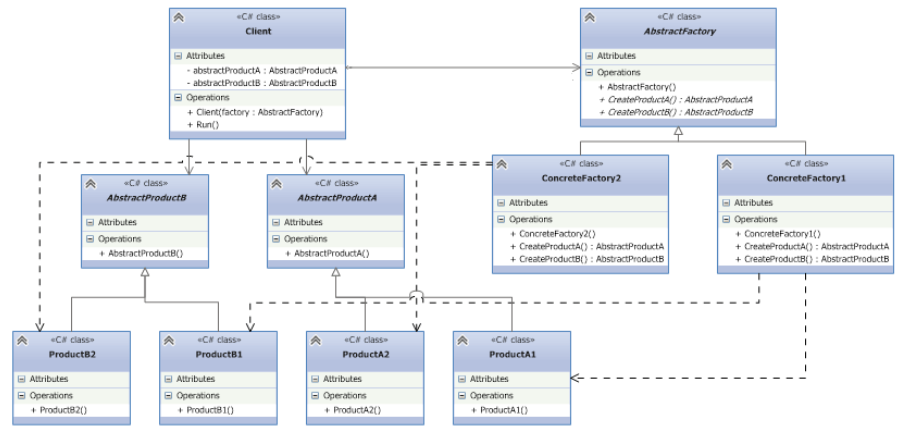 «C# class»
Client
Attributes
- abstractProductA : AbstractProductA
- abstractProductB : AbstractProductB
Operations
+ Client(factory : AbstractFactory)
+ Run()
«C# class»
AbstractFactory
Attributes
Operations
+ AbstractFactory()
+ CreateProductA() : AbstractProductA
+ CreateProductB() : AbstractProductB
«C# class»
AbstractProductB
Attributes
Operations
+ AbstractProductB()
«C# class»
AbstractProductA
Attributes
Operations
+ AbstractProductA()
«C# class»
ConcreteFactory2
Attributes
Operations
+ ConcreteFactory2()
+ CreateProductA() : AbstractProductA
+ CreateProductB() : AbstractProductB
«C# class»
ConcreteFactory1
Attributes
Operations
+ ConcreteFactory1()
+ CreateProductA() : AbstractProductA
+ CreateProductB() : AbstractProductB
«C# class»
ProductB2
Attributes
Operations
+ ProductB2()
«C# class»
ProductB1
Attributes
Operations
+ ProductB1()
«C# class»
ProductA2
Attributes
Operations
+ ProductA2()
«C# class»
ProductA1
Attributes
Operations
+ ProductA1()